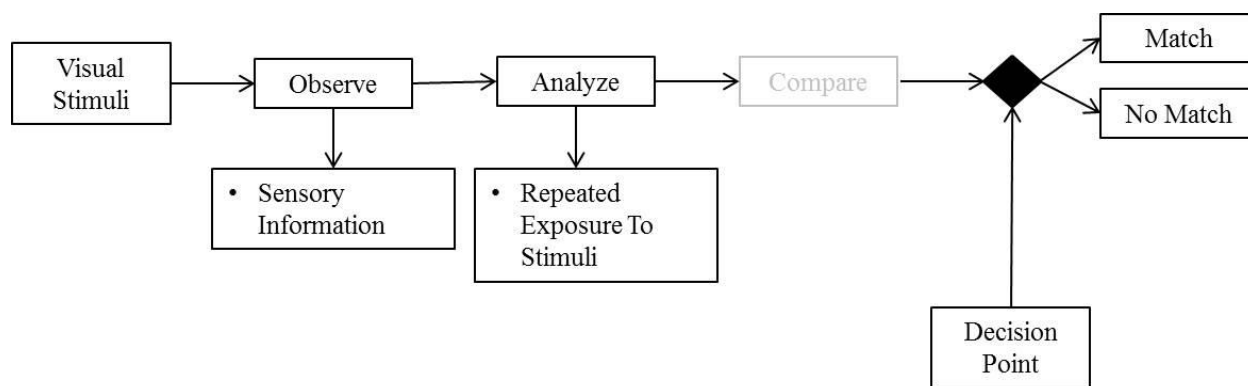 Visual
Stimuli
Observe
Analyze
Compare
Match
No Match
• Sensory
Information
• Repeated
Exposure To
Stimuli
Decision
Point